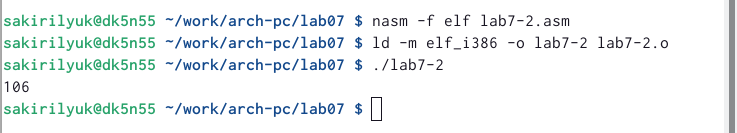 sakirilyuk@dk5n55 ~/work/arch-pc/lab07 $ nasm -f elf lab7-2.asm
sakirilyuk@dk5n55 ~/work/arch-pc/lab07 $ ld -m elf_i386 -o lab7-2 lab7-2.o
sakirilyuk@dk5n55 ~/work/arch-pc/lab07 $ ./lab7-2
106
sakirilyuk@dk5n55 ~/work/arch-pc/lab07 $